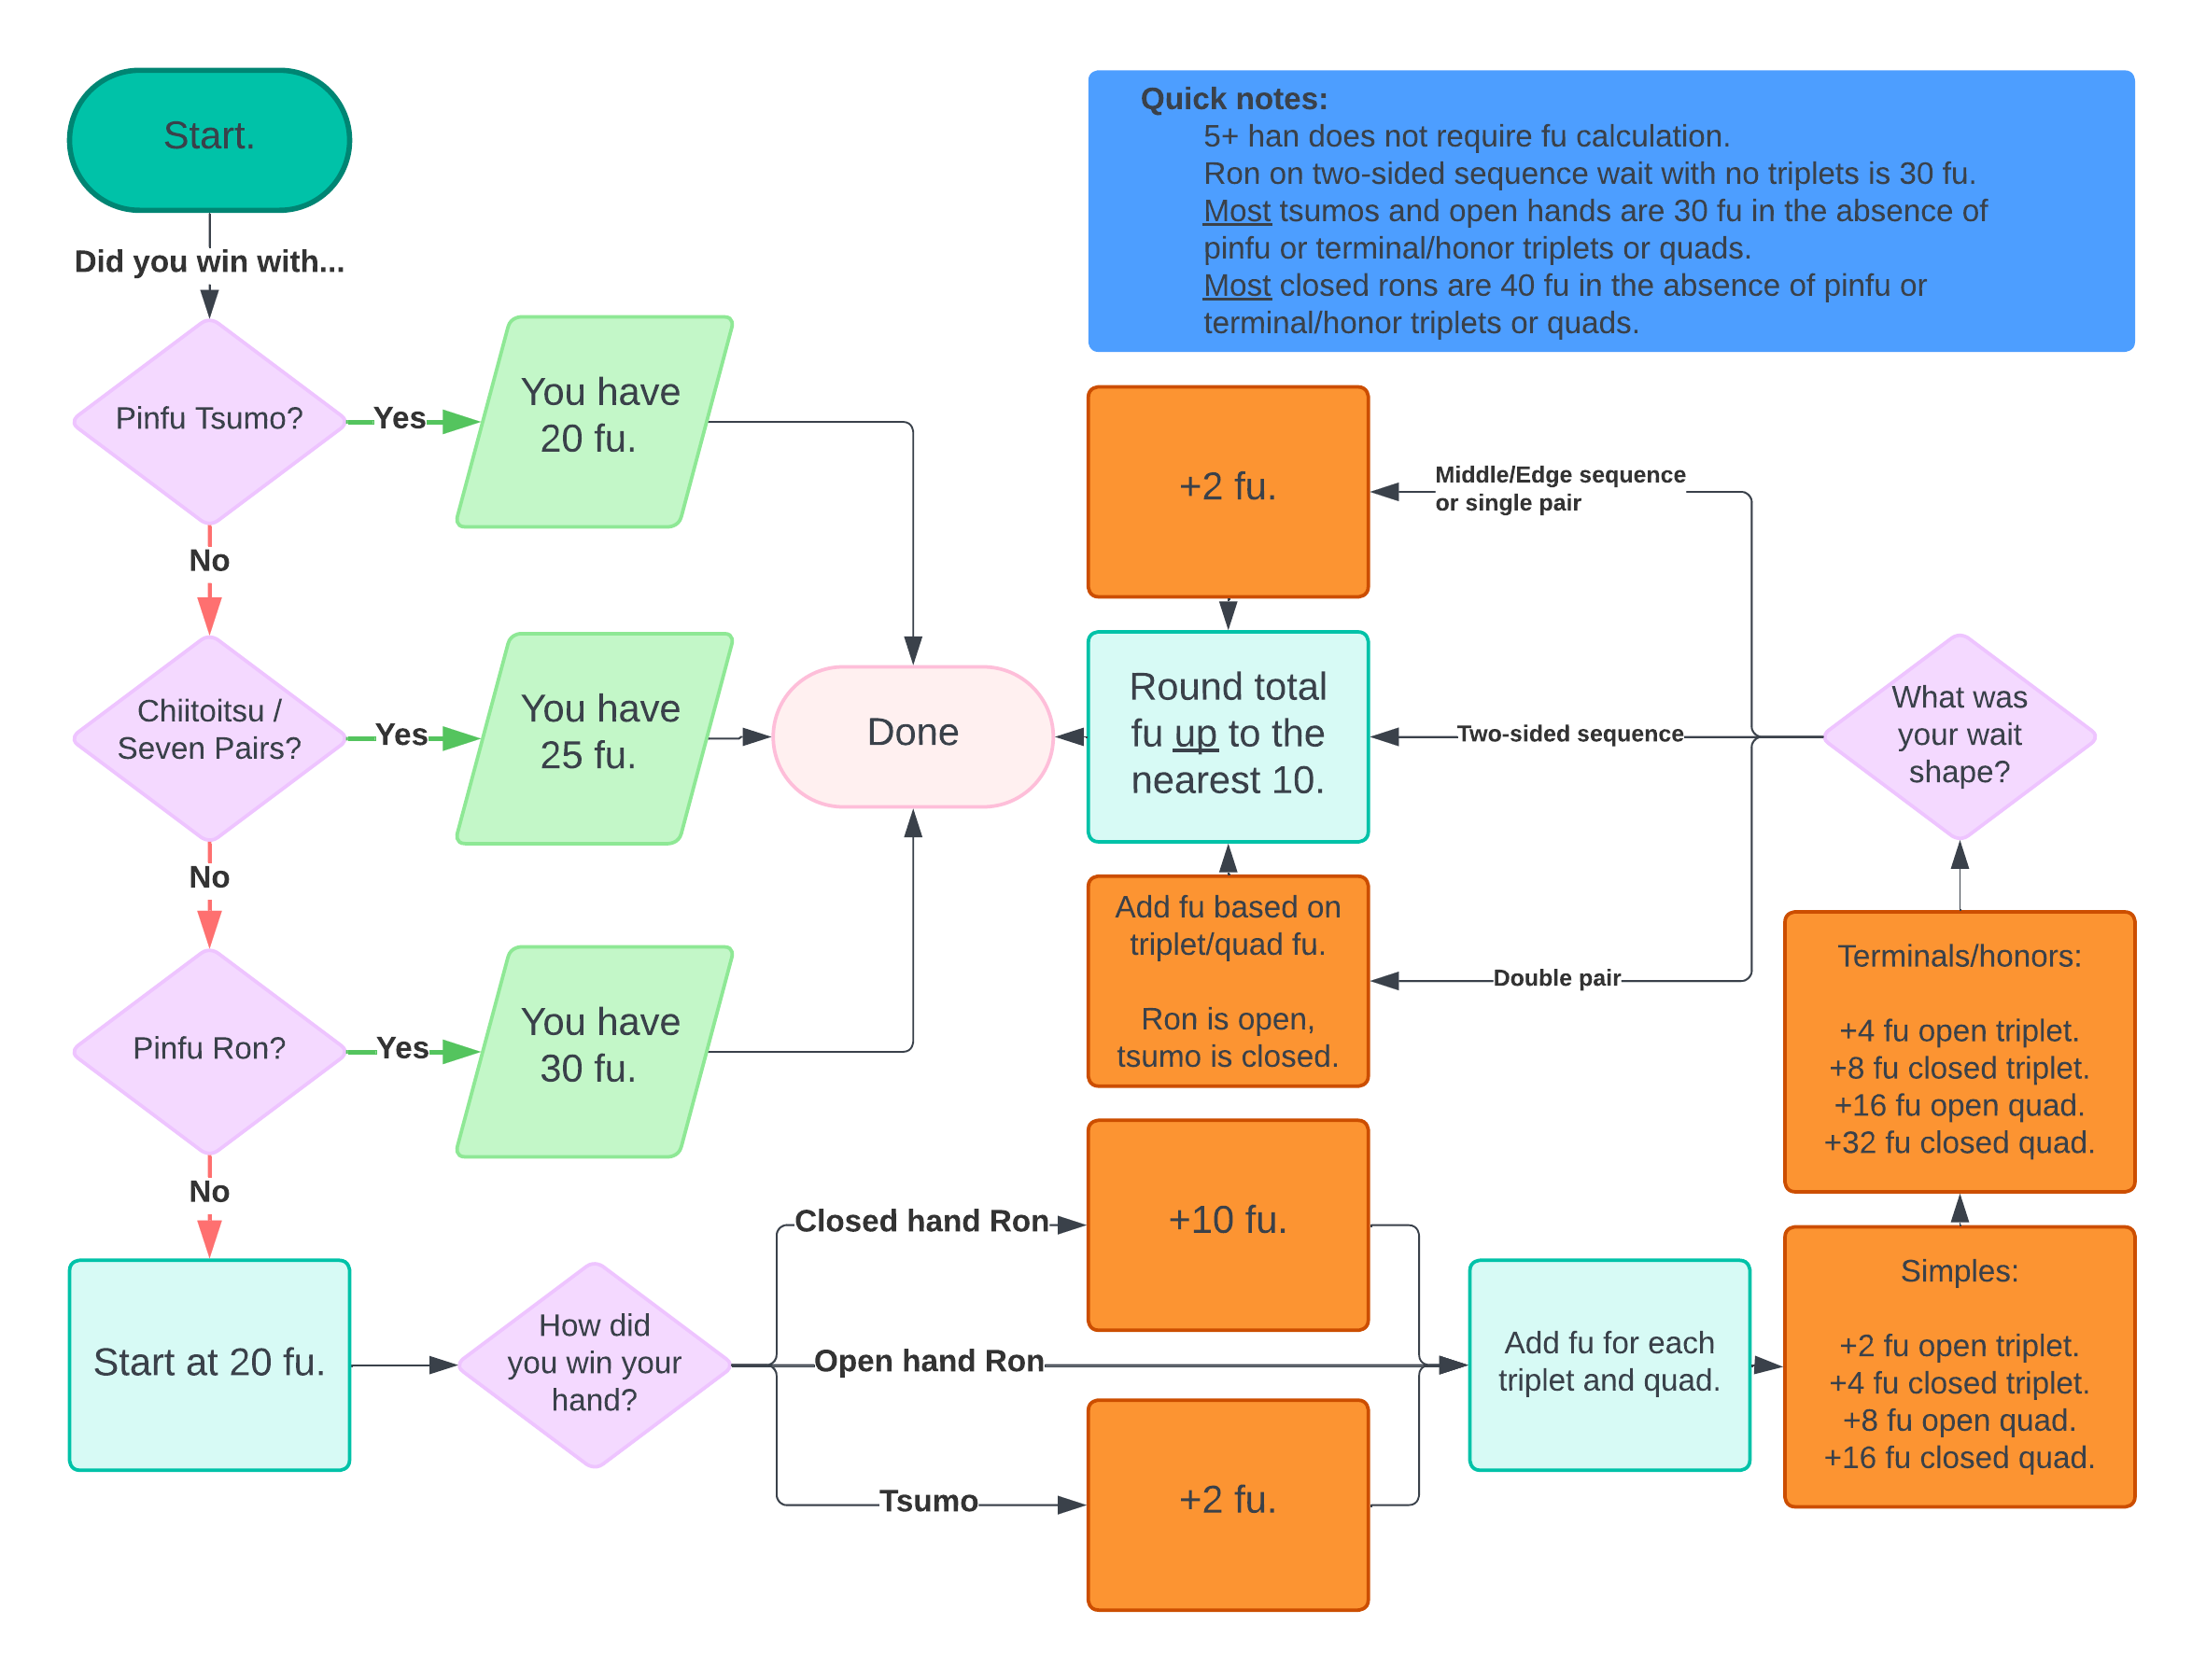 Start.
Did you win with...
Pinfu Tsumo?
Yes
You have
20 fu.
No
Chiitoitsu /
Seven Pairs?
Yes
You have
25 fu.
No
Pinfu Ron?
Yes
You have
30 fu.
No
Start at 20 fu.
How did
you win your
hand?
Closed hand Ron
+10 fu.
Open hand Ron
Tsumo
+2 fu.
Add fu for each
triplet and quad.
Simples:
+2 fu open triplet.
+4 fu closed triplet.
+8 fu open quad.
+16 fu closed quad.
Terminals/honors:
+4 fu open triplet.
+8 fu closed triplet.
+16 fu open quad.
+32 fu closed quad.
What was
your wait
shape?
Middle/Edge sequence
or single pair
+2 fu.
Two-sided sequence
Double pair
Add fu based on
triplet/quad fu.
Ron is open,
tsumo is closed.
Round total
fu up to the
nearest 10.
Done
Quick notes:
5+ han does not require fu calculation.
Ron on two-sided sequence wait with no triplets is 30 fu.
Most tsumos and open hands are 30 fu in the absence of
pinfu or terminal/honor triplets or quads.
Most closed rons are 40 fu in the absence of pinfu or
terminal/honor triplets or quads.